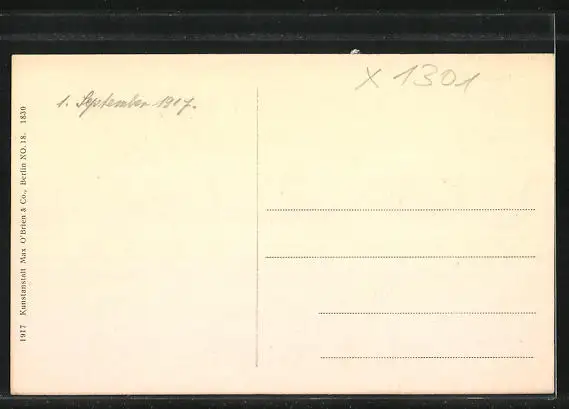 x 1301
1. September 1917.
1917 Kunstanstalt Max O'Brien & Co., Berlin NO.18. 1830